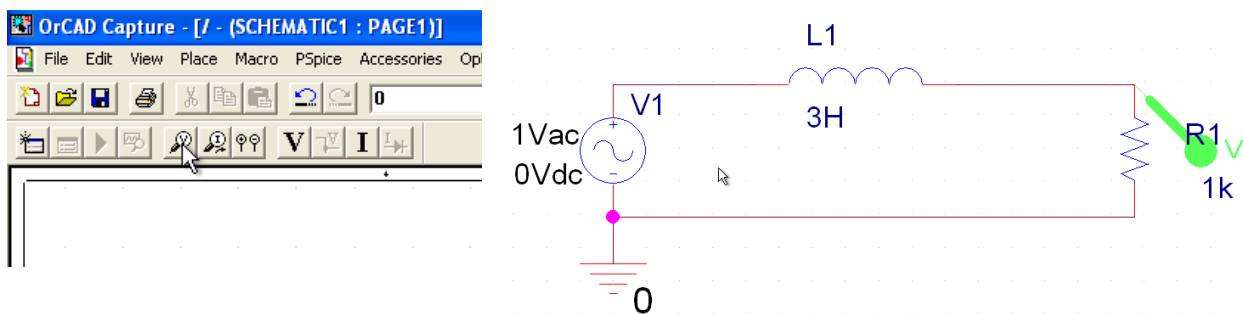 OrCAD Capture - [/ - (SCHEMATIC1 : PAGE1)]
File Edit View Place Macro PSpice Accessories
0
V I
L1
3H
V1
1Vac
0Vdc
R1
V
1k
0